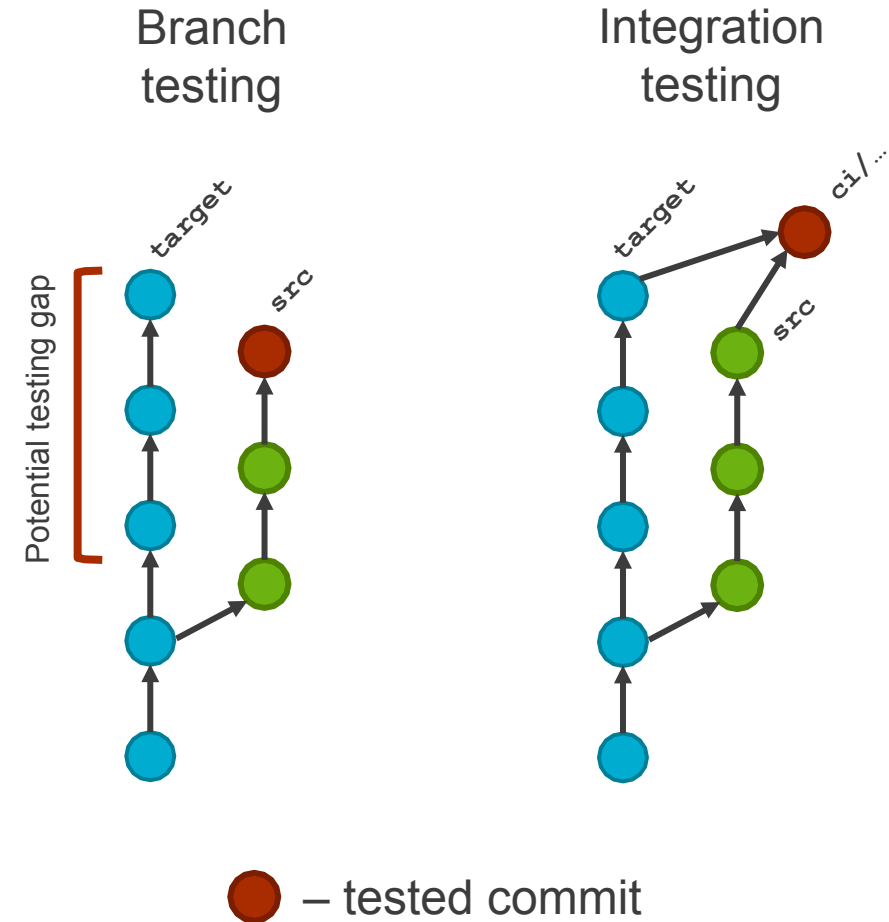 Branch
testing
Integration
testing
target
src
Potential testing gap
target
ci/…
src
– tested commit